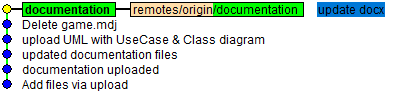 documentation remotes/origin/documentation update docx
Delete game.mdj
upload UML with UseCase & Class diagram
updated documentation files
documentation uploaded
Add files via upload